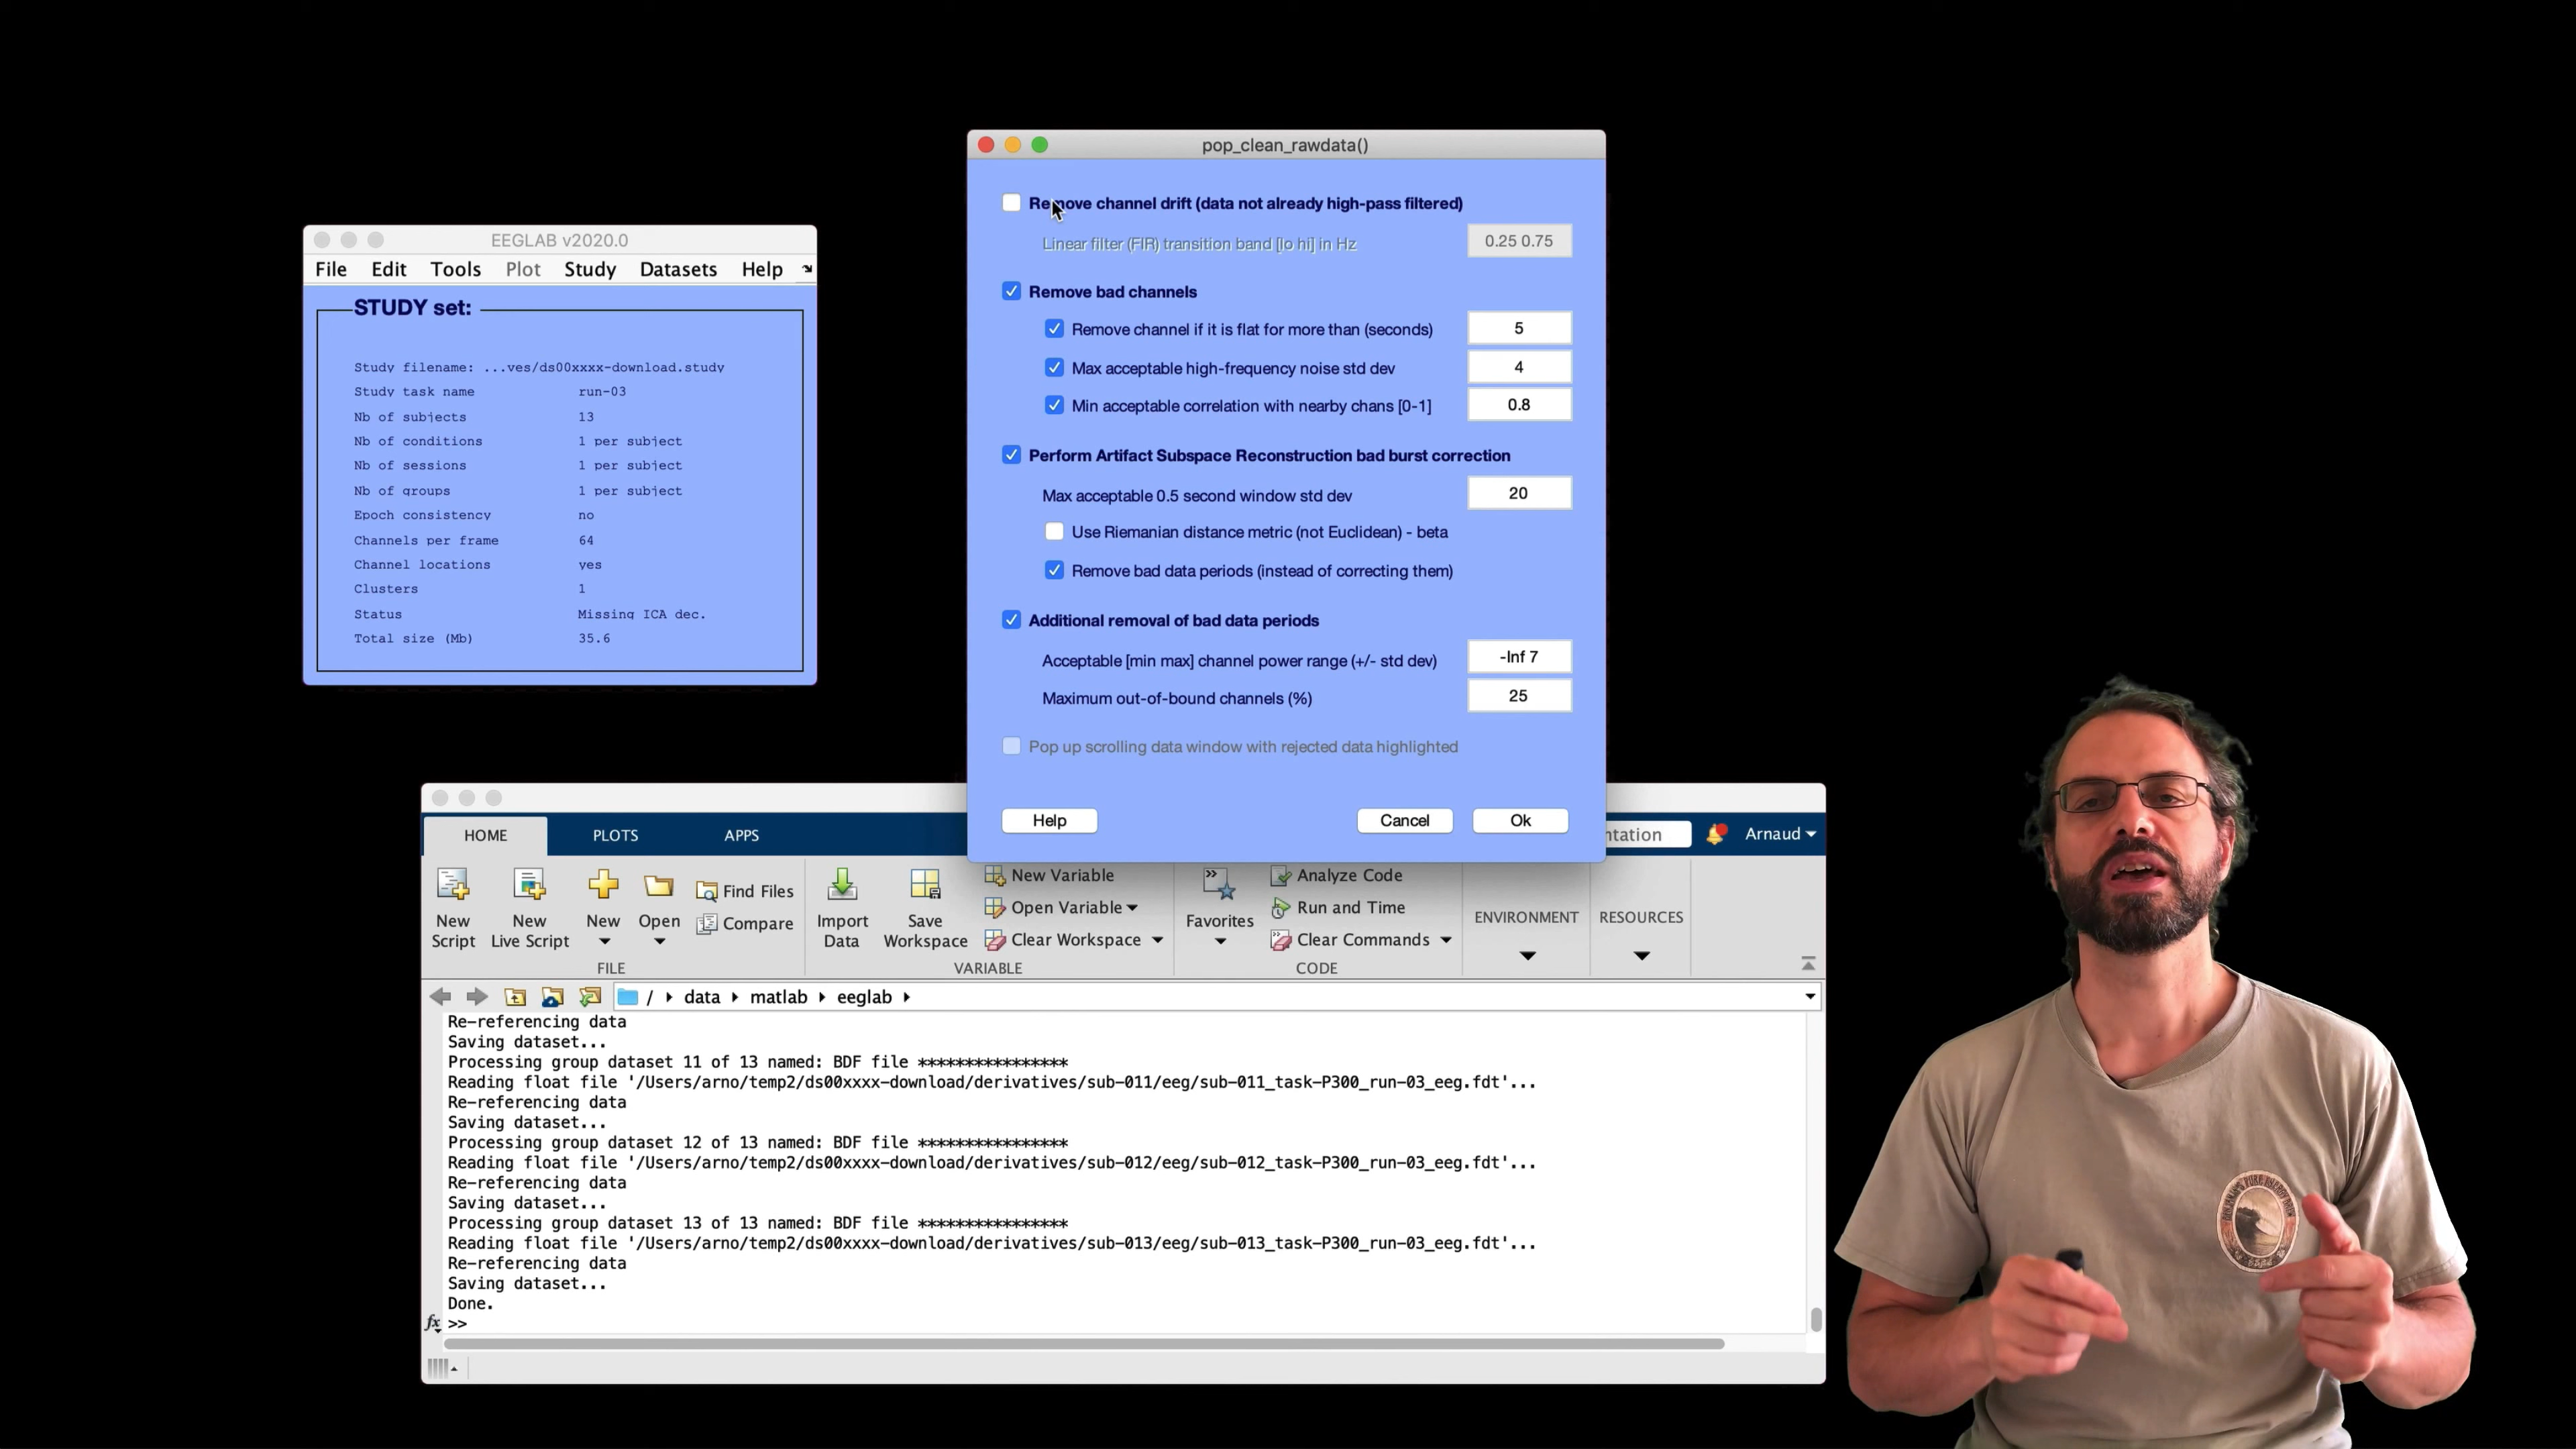 pop_clean_rawdata()
Remove channel drift (data not already high-pass filtered)
Linear filter (FIR) transition band [lo hi] in Hz 0.25 0.75
Remove bad channels
Remove channel if it is flat for more than (seconds) 5
Max acceptable high-frequency noise std dev 4
Min acceptable correlation with nearby chans [0-1] 0.8
Perform Artifact Subspace Reconstruction bad burst correction
Max acceptable 0.5 second window std dev 20
Use Riemanian distance metric (not Euclidean) - beta
Remove bad data periods (instead of correcting them)
Additional removal of bad data periods
Acceptable [min max] channel power range (+/- std dev) -Inf 7
Maximum out-of-bound channels (%) 25
Pop up scrolling data window with rejected data highlighted
Help Cancel Ok
EEGLAB v2020.0
File Edit Tools Plot Study Datasets Help
STUDY set:
Study filename: ...ves/ds00xxxx-download.study
Study task name run-03
Nb of subjects 13
Nb of conditions 1 per subject
Nb of sessions 1 per subject
Nb of groups 1 per subject
Epoch consistency no
Channels per frame 64
Channel locations yes
Clusters 1
Status Missing ICA dec.
Total size (Mb) 35.6
HOME PLOTS APPS ntation Arnaud
New Script
New Live Script
New
Open
Find Files
Compare
FILE
Import Data
Save Workspace
New Variable
Open Variable
Clear Workspace
VARIABLE
Favorites
Analyze Code
Run and Time
Clear Commands
CODE
ENVIRONMENT
RESOURCES
/ data matlab eeglab
Re-referencing data
Saving dataset...
Processing group dataset 11 of 13 named: BDF file ****************
Reading float file '/Users/arno/temp2/ds00xxxx-download/derivatives/sub-011/eeg/sub-011_task-P300_run-03_eeg.fdt'...
Re-referencing data
Saving dataset...
Processing group dataset 12 of 13 named: BDF file ****************
Reading float file '/Users/arno/temp2/ds00xxxx-download/derivatives/sub-012/eeg/sub-012_task-P300_run-03_eeg.fdt'...
Re-referencing data
Saving dataset...
Processing group dataset 13 of 13 named: BDF file ****************
Reading float file '/Users/arno/temp2/ds00xxxx-download/derivatives/sub-013/eeg/sub-013_task-P300_run-03_eeg.fdt'...
Re-referencing data
Saving dataset...
Done.
fx >>